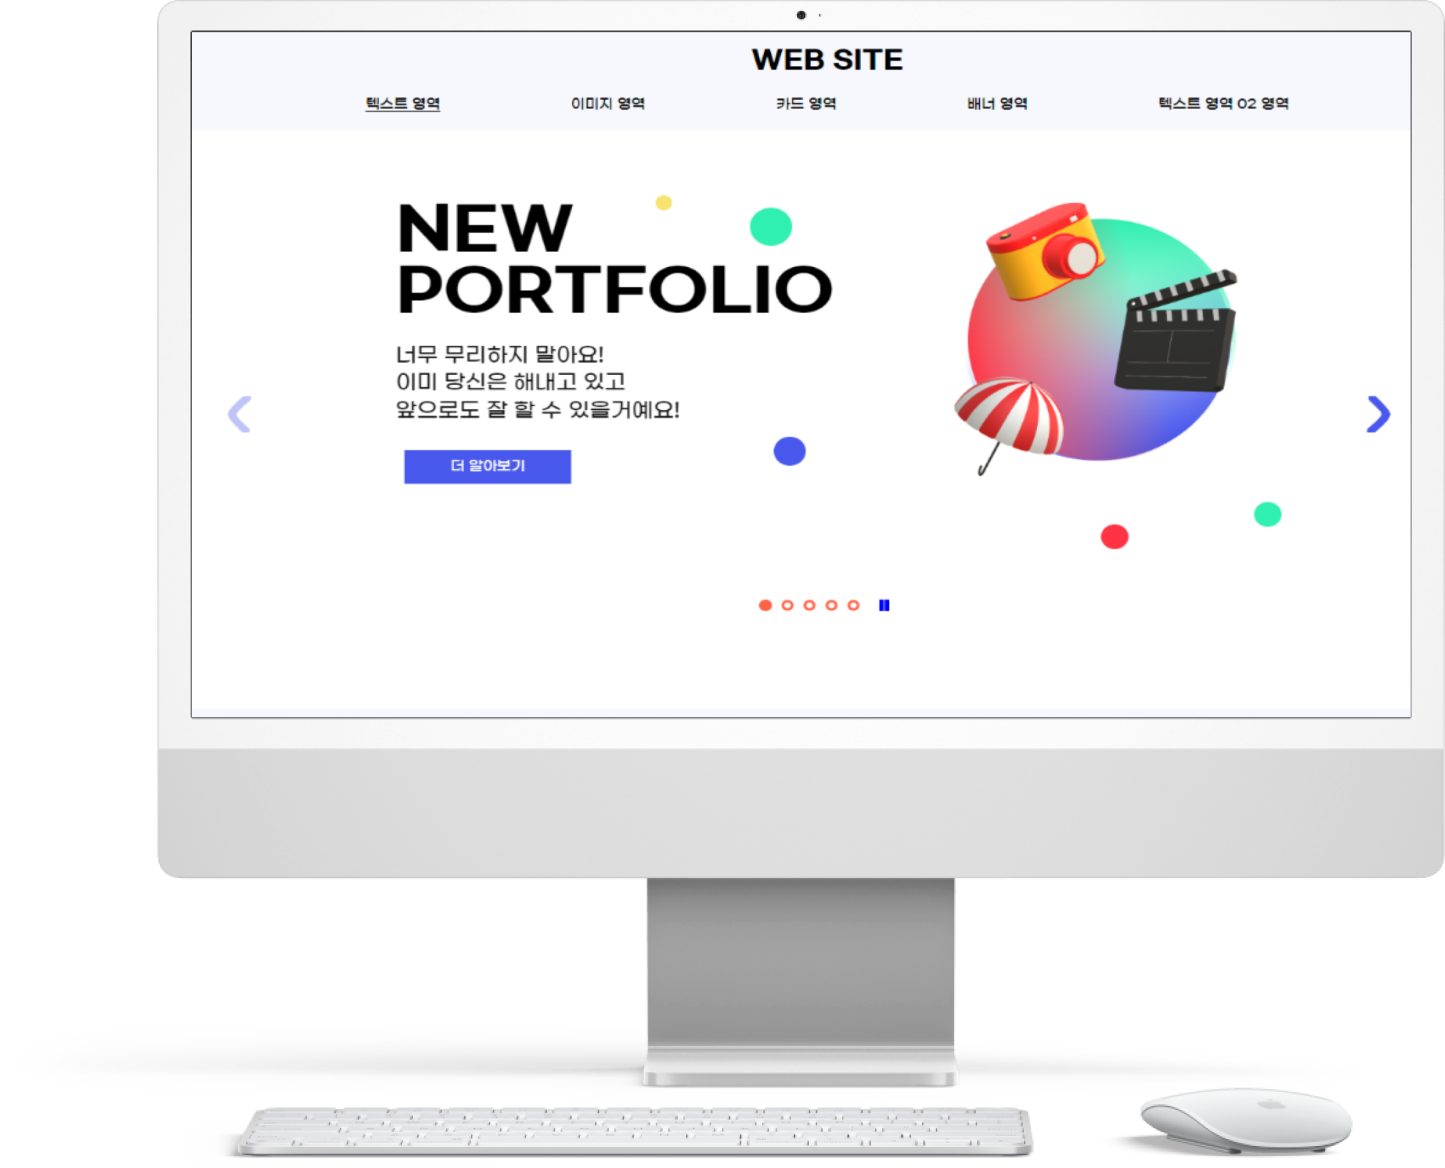 WEB SITE
텍스트 영역
이미지 영역
카드 영역
배너 영역
텍스트 영역 02 영역
NEW
PORTFOLIO
너무 무리하지 말아요!
이미 당신은 해내고 있고
앞으로도 잘 할 수 있을거예요!
더 알아보기